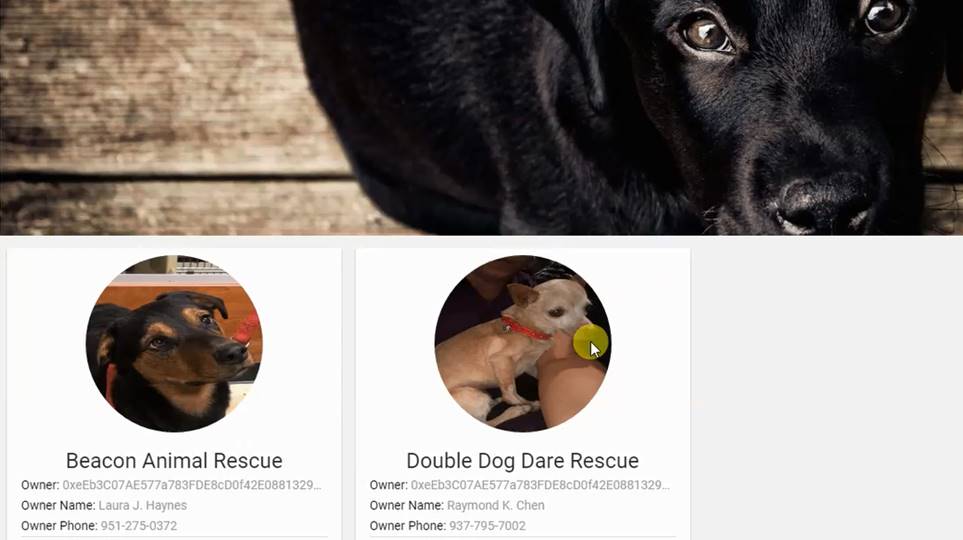 Beacon Animal Rescue
Owner: 0xeEb3C07AE577a783FDE8cD0f42E0881329...
Owner Name: Laura J. Haynes
Owner Phone: 951-275-0372
Double Dog Dare Rescue
Owner: 0xeEb3C07AE577a783FDE8cD0f42E0881329...
Owner Name: Raymond K. Chen
Owner Phone: 937-795-7002